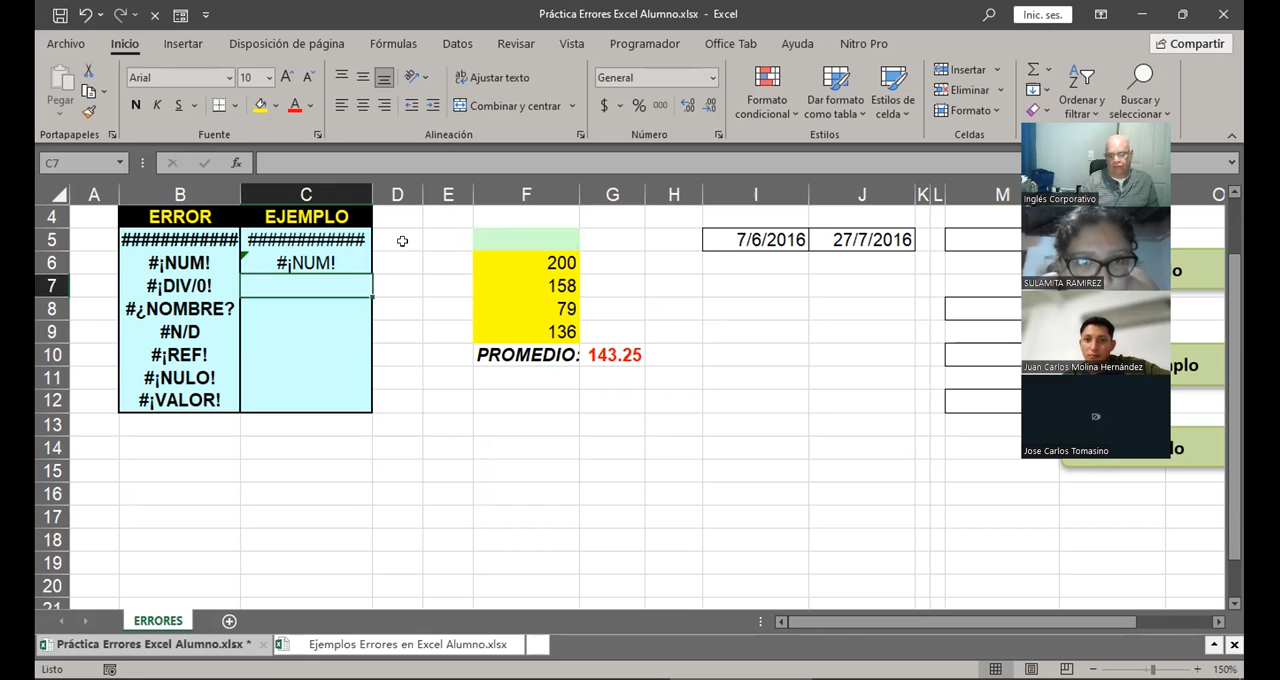 Práctica Errores Excel Alumno.xlsx - Excel
Inic. ses.
Archivo Inicio Insertar Disposición de página Fórmulas Datos Revisar Vista Programador Office Tab Ayuda Nitro Pro Compartir
Pegar
Arial 10
N K S
Ajustar texto
Combinar y centrar
General
$ % 000
Formato condicional
Dar formato como tabla
Estilos de celda
Insertar
Eliminar
Formato
Ordenar y filtrar
Buscar y seleccionar
Portapapeles Fuente Alineación Número Estilos Celdas
C7 fx
A B C D E F G H I J K L M O
4 ERROR EJEMPLO
5 ############ ############ 7/6/2016 27/7/2016
6 #¡NUM! #¡NUM! 200
7 #¡DIV/0! 158
8 #¿NOMBRE? 79
9 #N/D 136
10 #¡REF! PROMEDIO: 143.25
11 #¡NULO!
12 #¡VALOR!
13
14
15
16
17
18
19
20
21
Inglés Corporativo
SULAMITA RAMIREZ
Juan Carlos Molina Hernández
Jose Carlos Tomasino
ERRORES
Práctica Errores Excel Alumno.xlsx * Ejemplos Errores en Excel Alumno.xlsx
Listo 150%